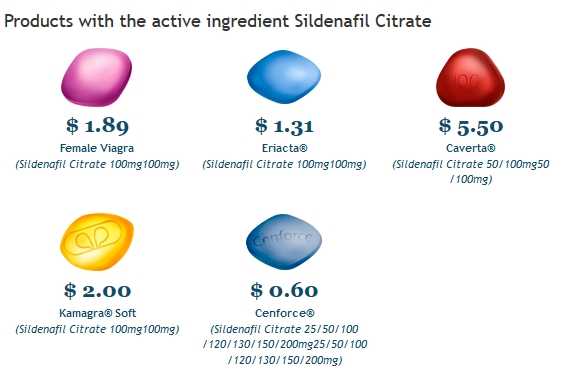 Products with the active ingredient Sildenafil Citrate
100
$ 1.89
$ 1.31
$ 5.50
Female Viagra
Eriacta®
Caverta®
(Sildenafil Citrate 100mg100mg)
(Sildenafil Citrate 100mg100mg)
(Sildenafil Citrate 50/100mg50
/100mg)
Cenforce
$ 2.00
$ 0.60
Kamagra® Soft
Cenforce®
(Sildenafil Citrate 100mg100mg)
(Sildenafil Citrate 25/50/100
/120/130/150/200mg25/50/100
/120/130/150/200mg)